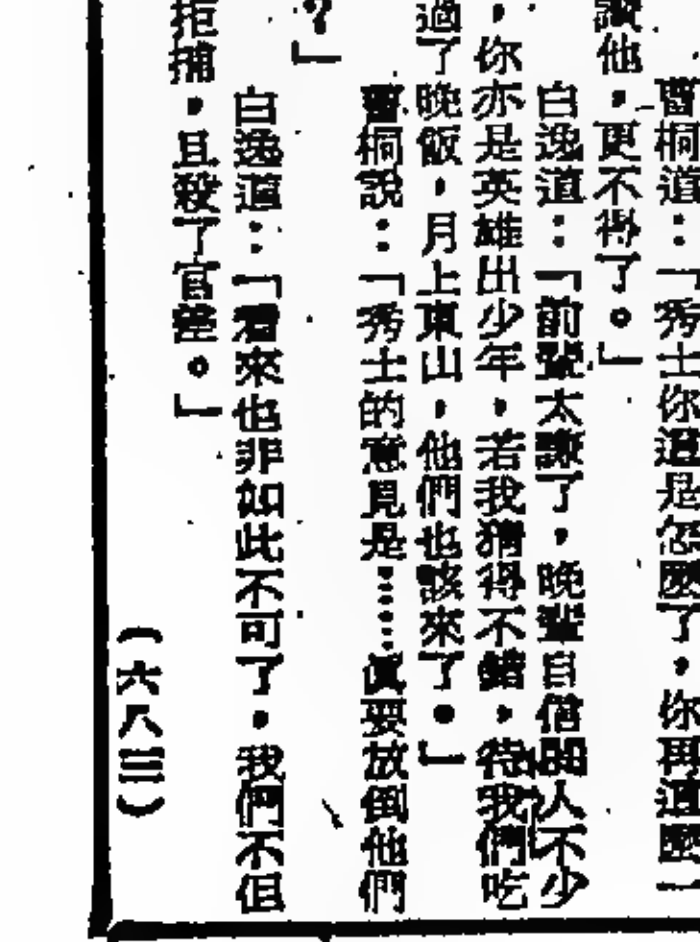 曹桐道：「秀士你這是怎麼了，你再這麼一
讚他，更不得了。」
白逸道：「前輩太謙了，晚輩自信閱人不少
，你亦是英雄出少年，若我猜得不錯，待我們吃
過了晚飯，月上東山，他們也該來了。」
曹桐說：「秀士的意見是……眞要放倒他們
？」
白逸道：「看來也非如此不可了，我們不但
拒捕，且殺了官差。」
（六八三）